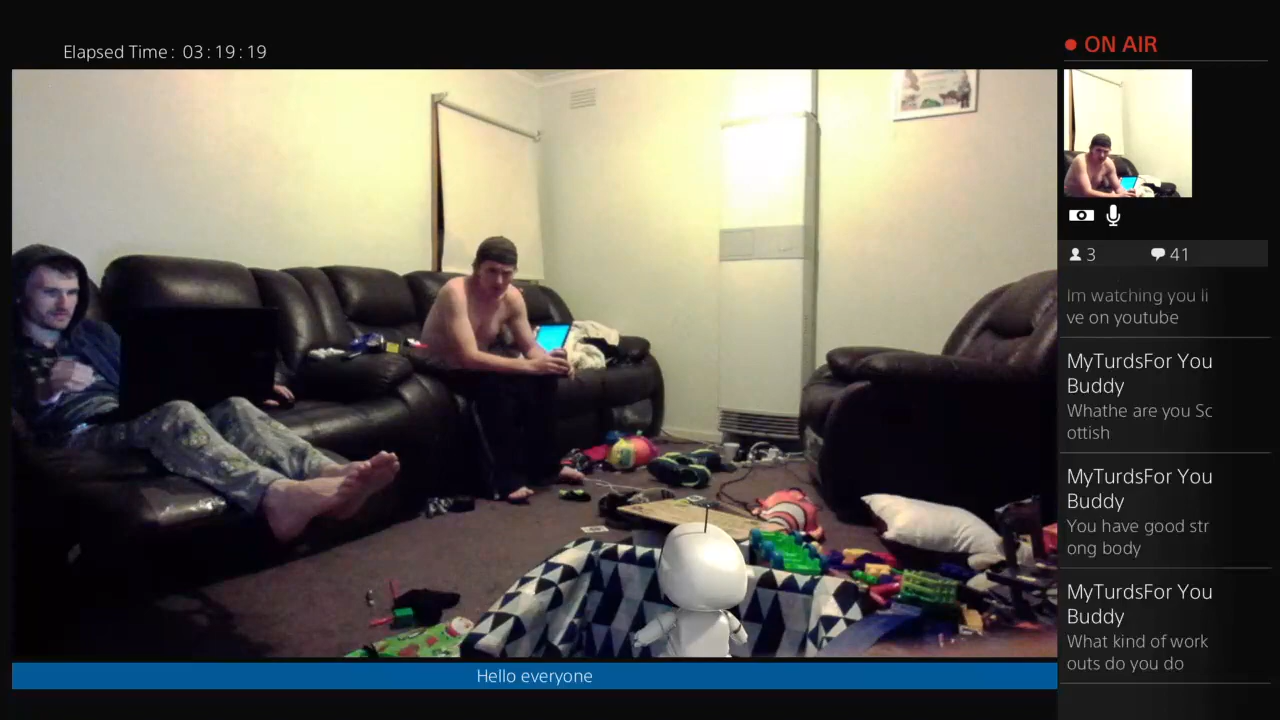 Elapsed Time: 03:19:19
ON AIR
3 41
Im watching you li
ve on youtube
MyTurdsFor You
Buddy
Whathe are you Sc
ottish
MyTurdsFor You
Buddy
You have good str
ong body
MyTurdsFor You
Buddy
What kind of work
outs do you do
Hello everyone